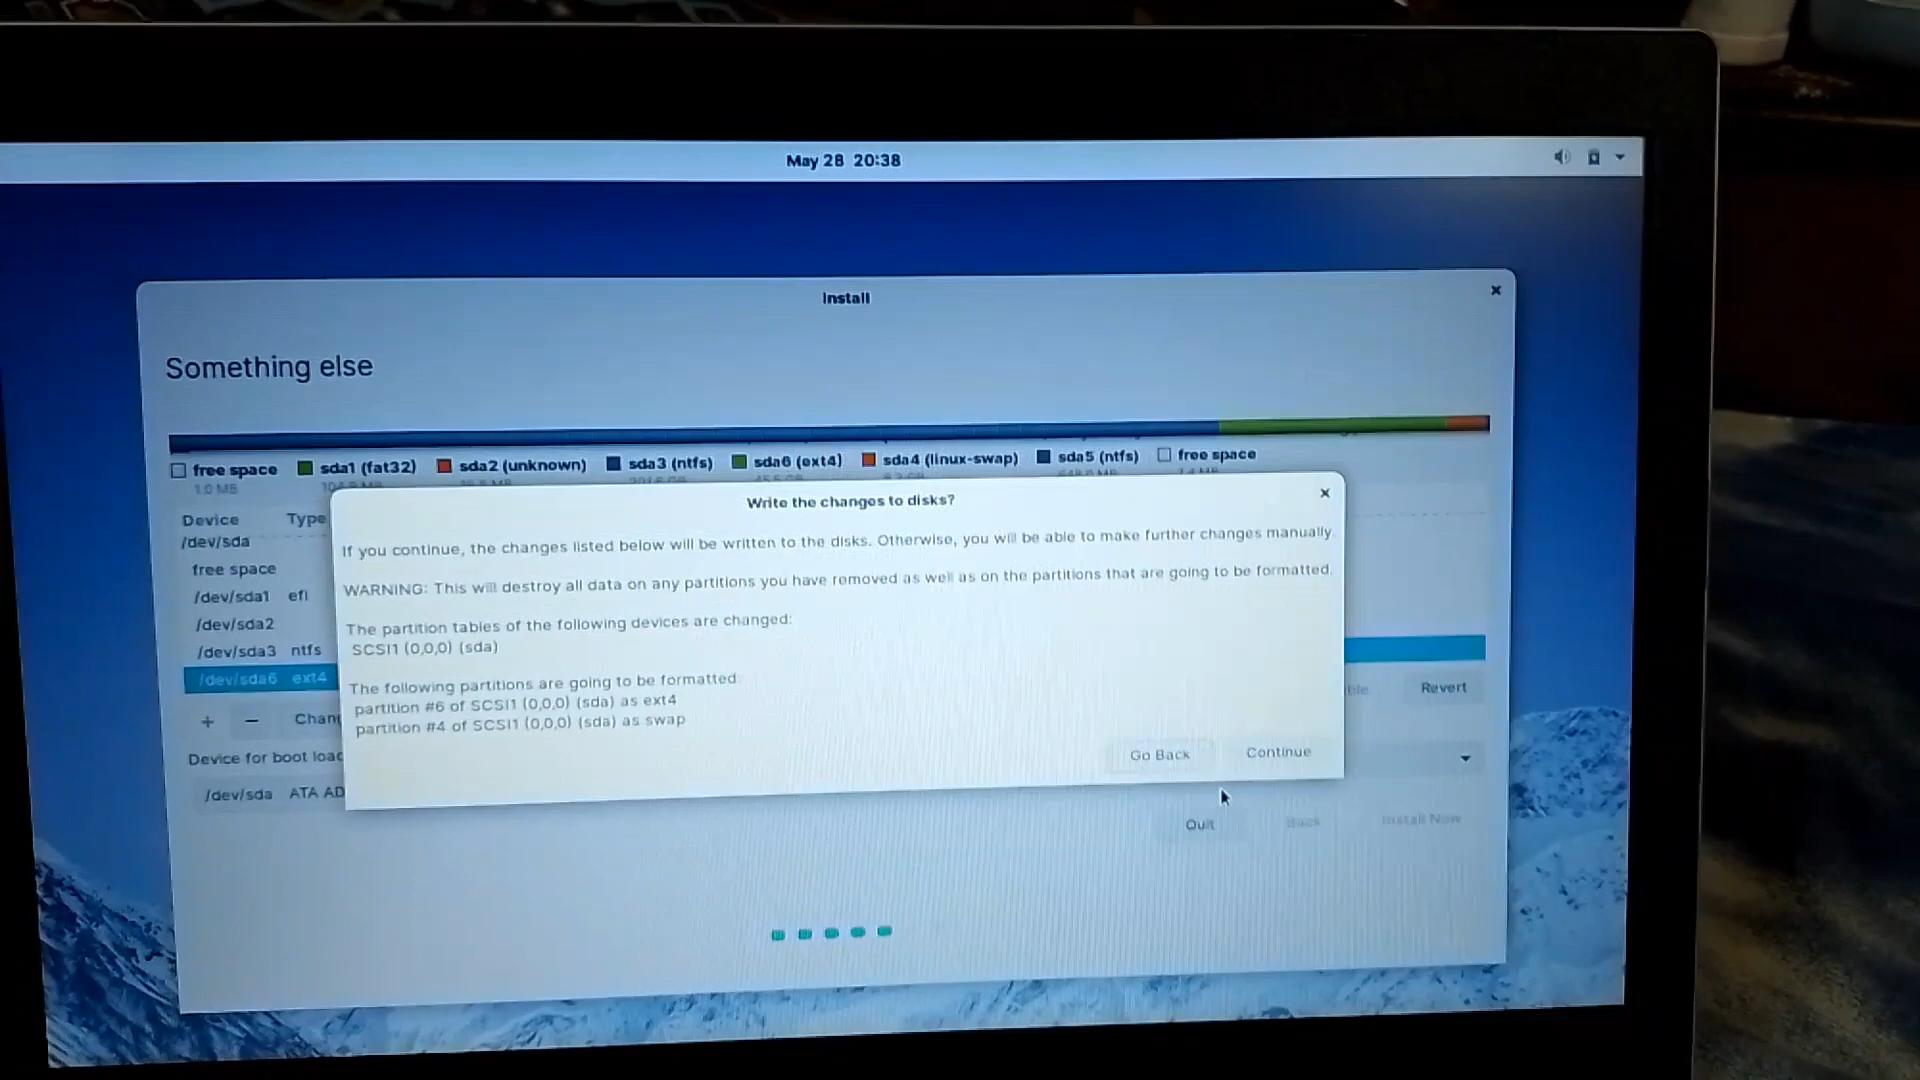 May 28 20:38
Install
Something else
free space sda1 (fat32) sda2 (unknown) sda3 (ntfs) sda6 (ext4) sda4 (linux-swap) sda5 (ntfs) free space
1.0 MB
Device Type
/dev/sda
free space
/dev/sda1 efi
/dev/sda2
/dev/sda3 ntfs
/dev/sda6 ext4
Write the changes to disks?
If you continue, the changes listed below will be written to the disks. Otherwise, you will be able to make further changes manually.
WARNING: This will destroy all data on any partitions you have removed as well as on the partitions that are going to be formatted.
The partition tables of the following devices are changed:
SCSI1 (0,0,0) (sda)
The following partitions are going to be formatted:
partition #6 of SCSI1 (0,0,0) (sda) as ext4
partition #4 of SCSI1 (0,0,0) (sda) as swap
Go Back Continue
+ − Chan
Revert
Device for boot loa
/dev/sda ATA AD
Quit Back Install Now